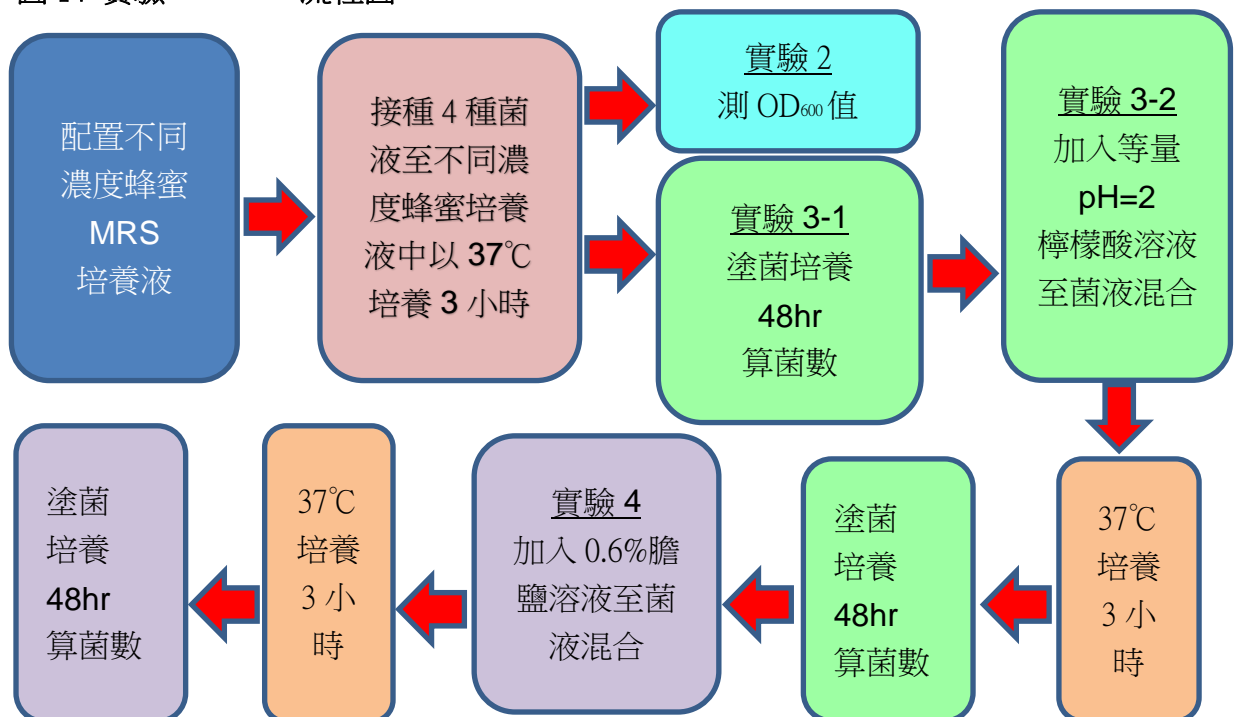 配置不同
濃度蜂蜜
MRS
培養液
接種 4 種菌
液至不同濃
度蜂蜜培養
液中以 37℃
培養 3 小時
實驗 2
測 OD₆₀₀ 值
實驗 3-1
塗菌培養
48hr
算菌數
實驗 3-2
加入等量
pH=2
檸檬酸溶液
至菌液混合
37℃
培養
3 小
時
塗菌
培養
48hr
算菌數
實驗 4
加入 0.6%膽
鹽溶液至菌
液混合
37℃
培養
3 小
時
塗菌
培養
48hr
算菌數